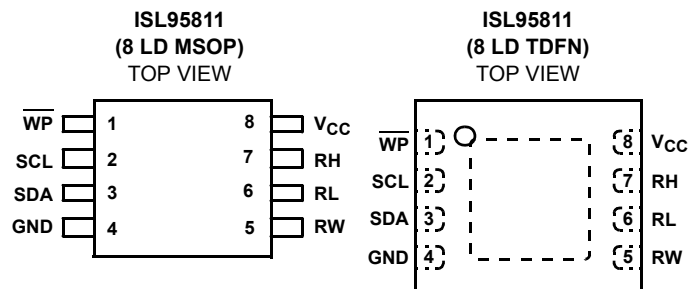 ISL95811
(8 LD MSOP)
TOP VIEW
WP 1 8 VCC
SCL 2 7 RH
SDA 3 6 RL
GND 4 5 RW
ISL95811
(8 LD TDFN)
TOP VIEW
WP 1 8 VCC
SCL 2 7 RH
SDA 3 6 RL
GND 4 5 RW